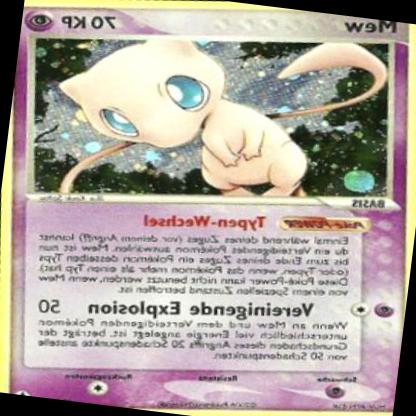 Mew 70 KP
BASIS
Poké-POWER Typen-Wechsel
Einmal während deines Zuges (vor deinem Angriff) kannst
du ein Verteidigendes Pokémon auswählen. Mew ist nun
bis zum Ende deines Zuges ein Pokémon desselben Typs
(oder Typen, wenn das Pokémon mehr als einen Typ hat).
Diese Poké-Power kann nicht benutzt werden, wenn Mew
von einem Speziellen Zustand betroffen ist.
Vereinigende Explosion 50
Wenn an Mew und dem Verteidigenden Pokémon
unterschiedlich viel Energie angelegt ist, beträgt der
Grundschaden dieses Angriffs 20 Schadenspunkte anstelle
von 50 Schadenspunkten.
Schwäche Resistenz Rückzugskosten